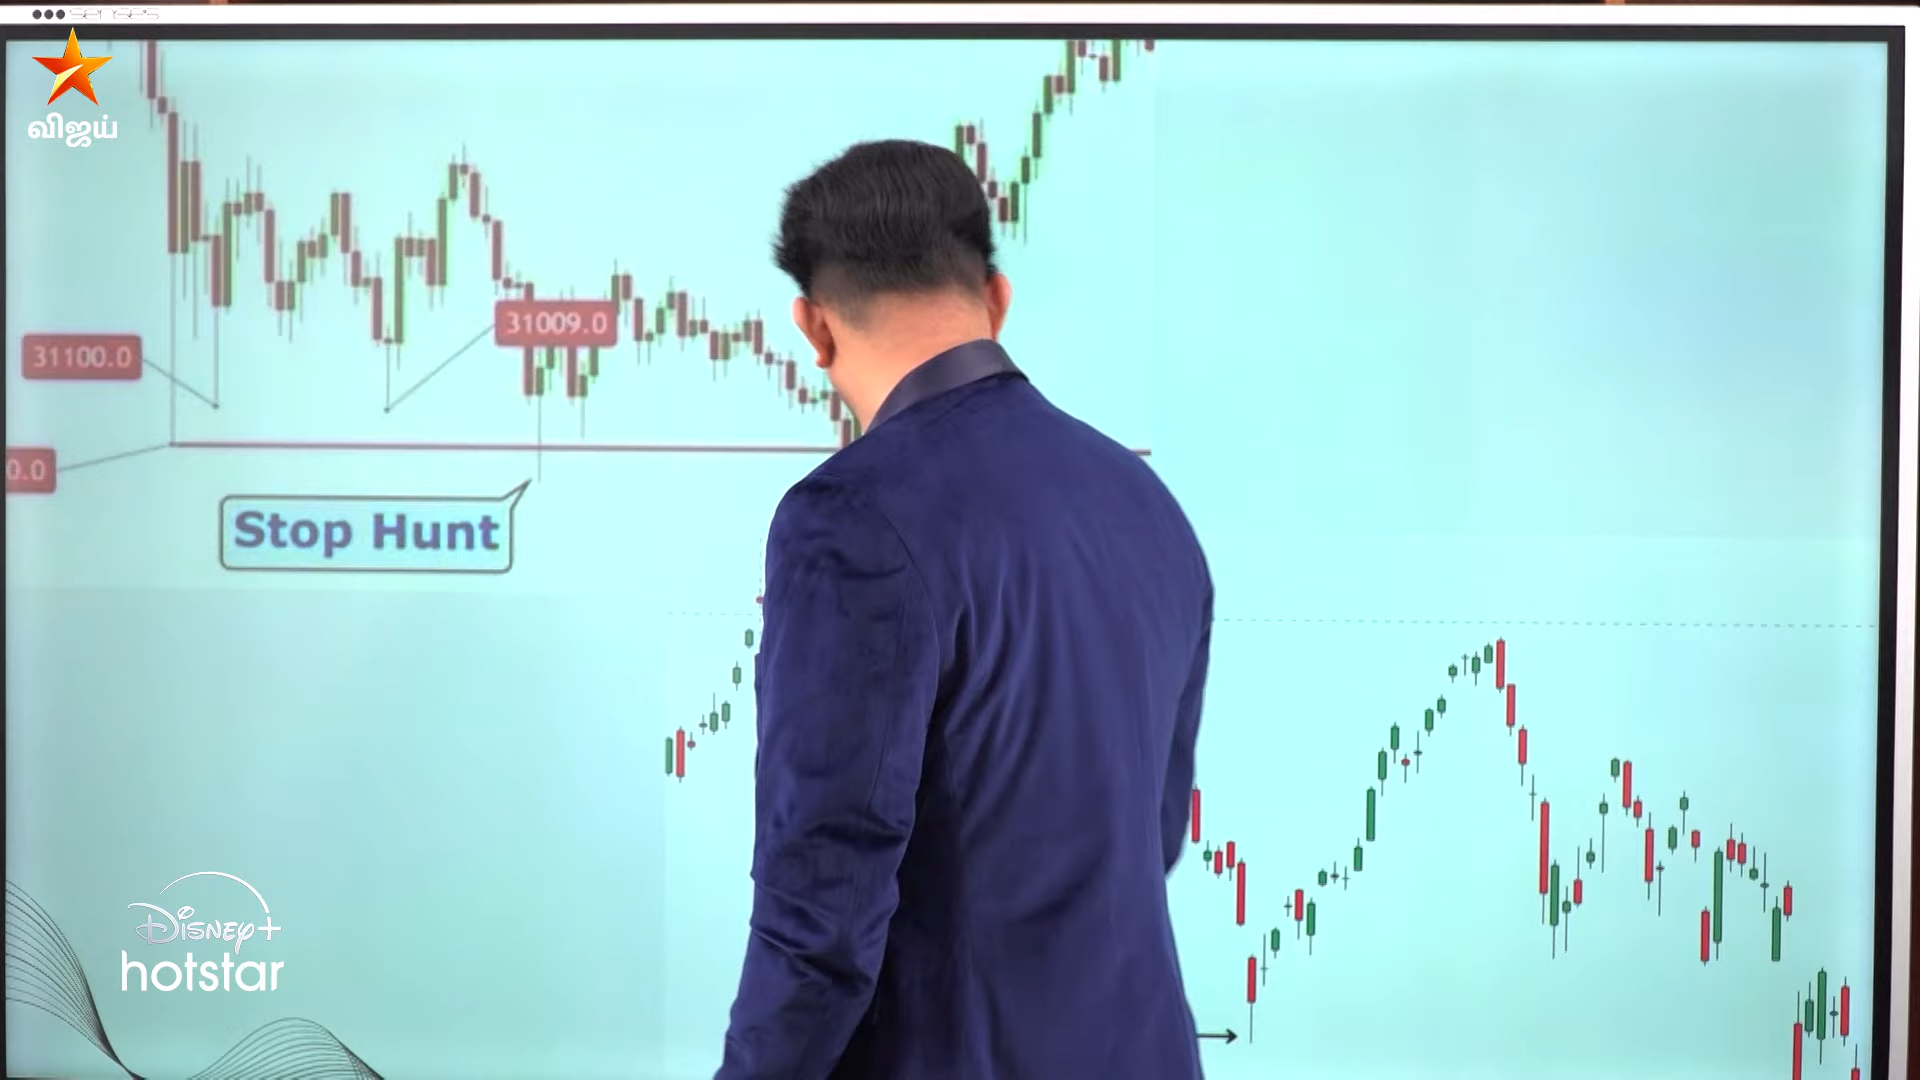 விஜய்
31009.0
31100.0
0.0
Stop Hunt
Disney+
hotstar